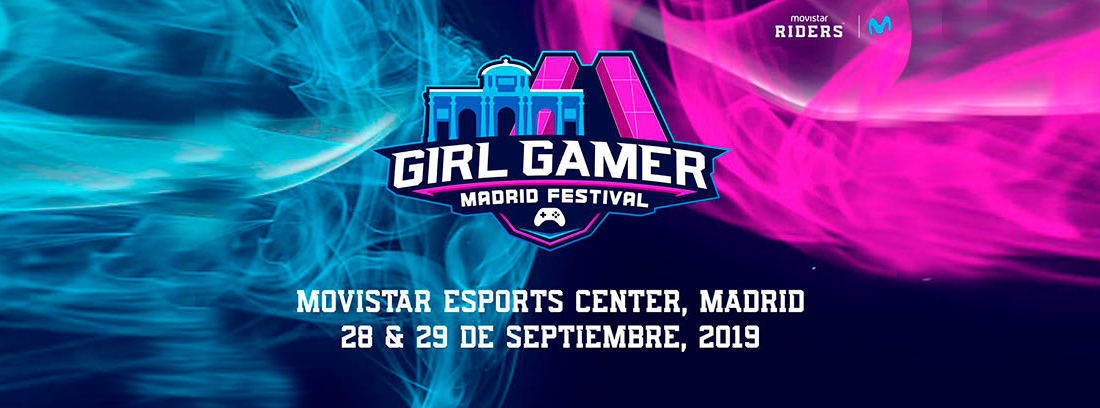 movistar
RIDERS
GIRL GAMER
MADRID FESTIVAL
MOVISTAR ESPORTS CENTER, MADRID
28 & 29 DE SEPTIEMBRE, 2019